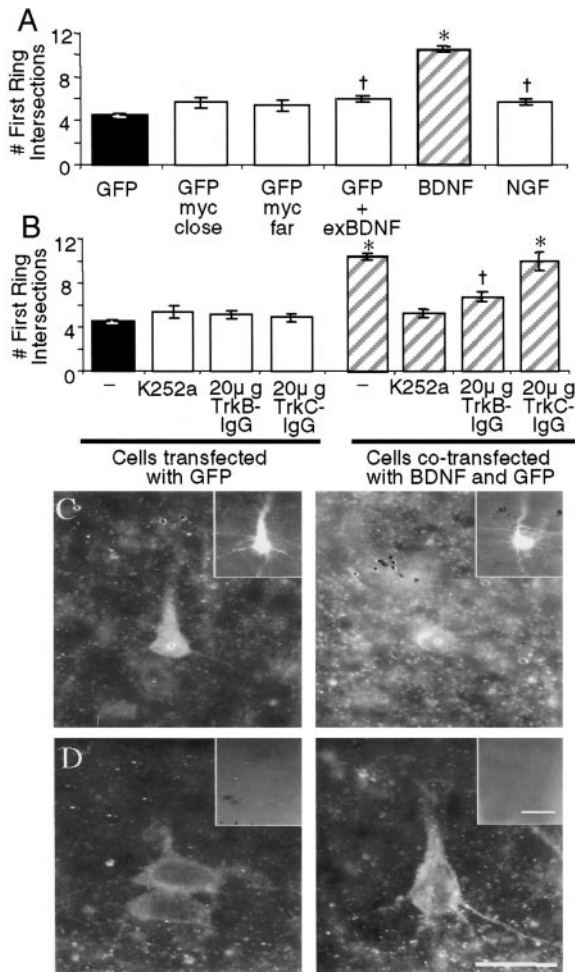 A
# First Ring
Intersections
12
8
4
0
†
*
†
GFP
GFP
myc
close
GFP
myc
far
GFP
+
exBDNF
BDNF
NGF
B
# First Ring
Intersections
12
8
4
0
*
†
*
–
K252a
20μ g
TrkB-
IgG
20μ g
TrkC-
IgG
–
K252a
20μ g
TrkB-
IgG
20μ g
TrkC-
IgG
Cells transfected
with GFP
Cells co-transfected
with BDNF and GFP
C
D